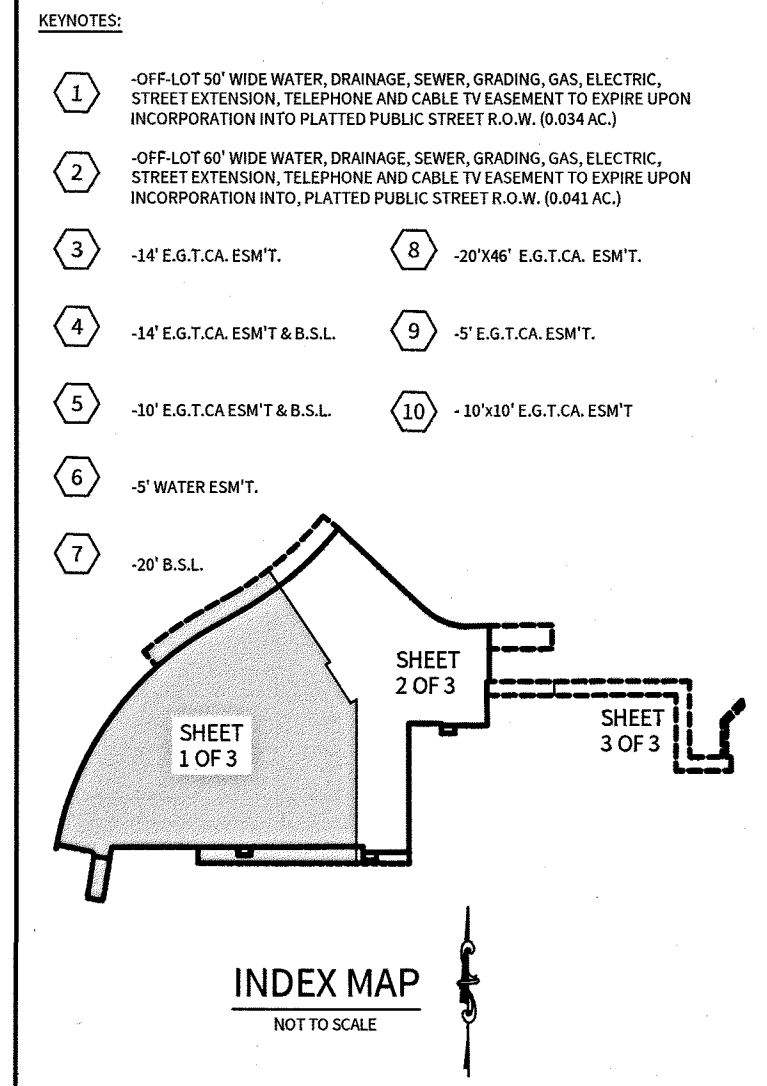 KEYNOTES:
1
-OFF-LOT 50' WIDE WATER, DRAINAGE, SEWER, GRADING, GAS, ELECTRIC,
STREET EXTENSION, TELEPHONE AND CABLE TV EASEMENT TO EXPIRE UPON
INCORPORATION INTO PLATTED PUBLIC STREET R.O.W. (0.034 AC.)
2
-OFF-LOT 60' WIDE WATER, DRAINAGE, SEWER, GRADING, GAS, ELECTRIC,
STREET EXTENSION, TELEPHONE AND CABLE TV EASEMENT TO EXPIRE UPON
INCORPORATION INTO, PLATTED PUBLIC STREET R.O.W. (0.041 AC.)
3
-14' E.G.T.CA. ESM'T.
4
-14' E.G.T.CA. ESM'T & B.S.L.
5
-10' E.G.T.CA ESM'T & B.S.L.
6
-5' WATER ESM'T.
7
-20' B.S.L.
8
-20'X46' E.G.T.CA. ESM'T.
9
-5' E.G.T.CA. ESM'T.
10
- 10'x10' E.G.T.CA. ESM'T
SHEET
1 OF 3
SHEET
2 OF 3
SHEET
3 OF 3
INDEX MAP
NOT TO SCALE